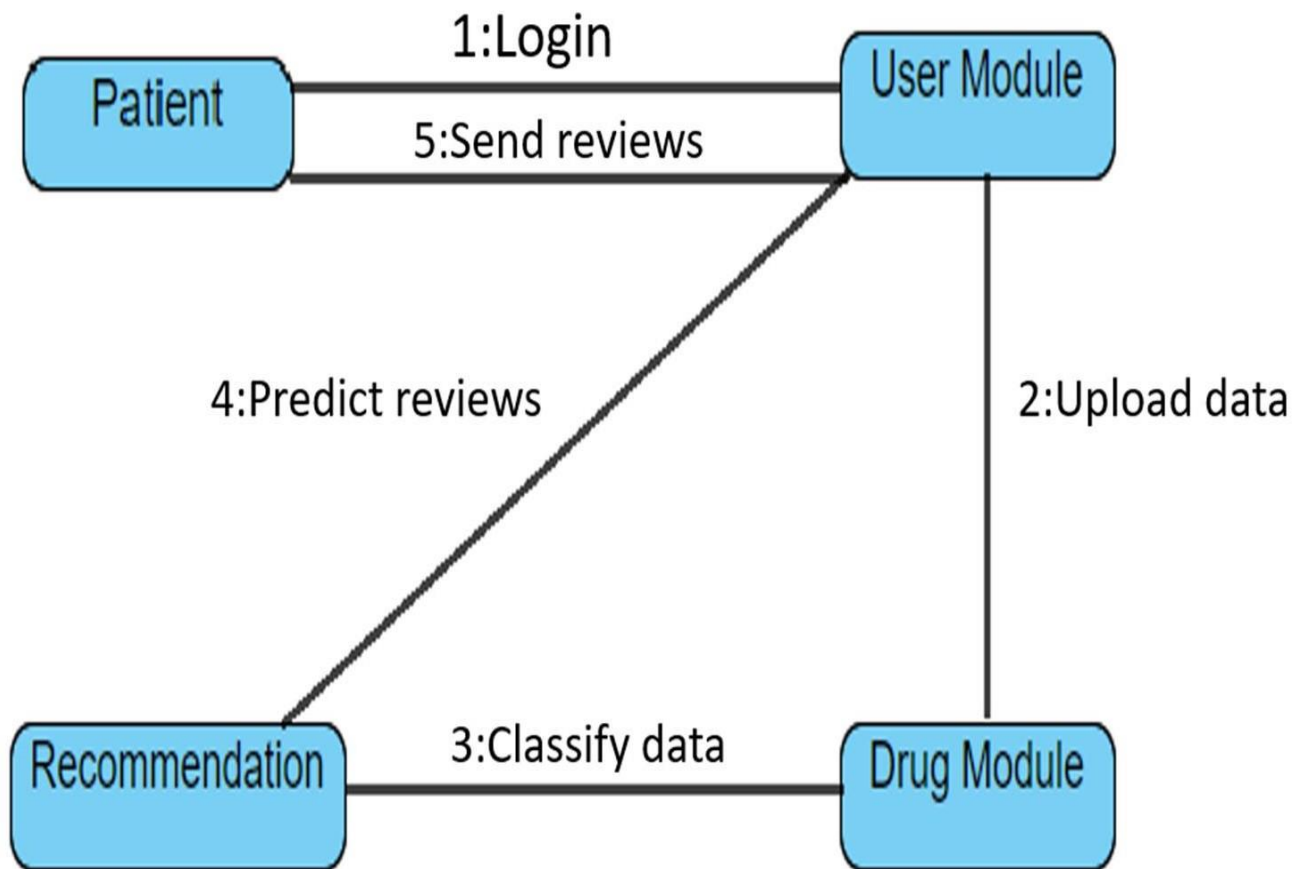 1:Login
Patient
User Module
5:Send reviews
4:Predict reviews
2:Upload data
3:Classify data
Recommendation
Drug Module